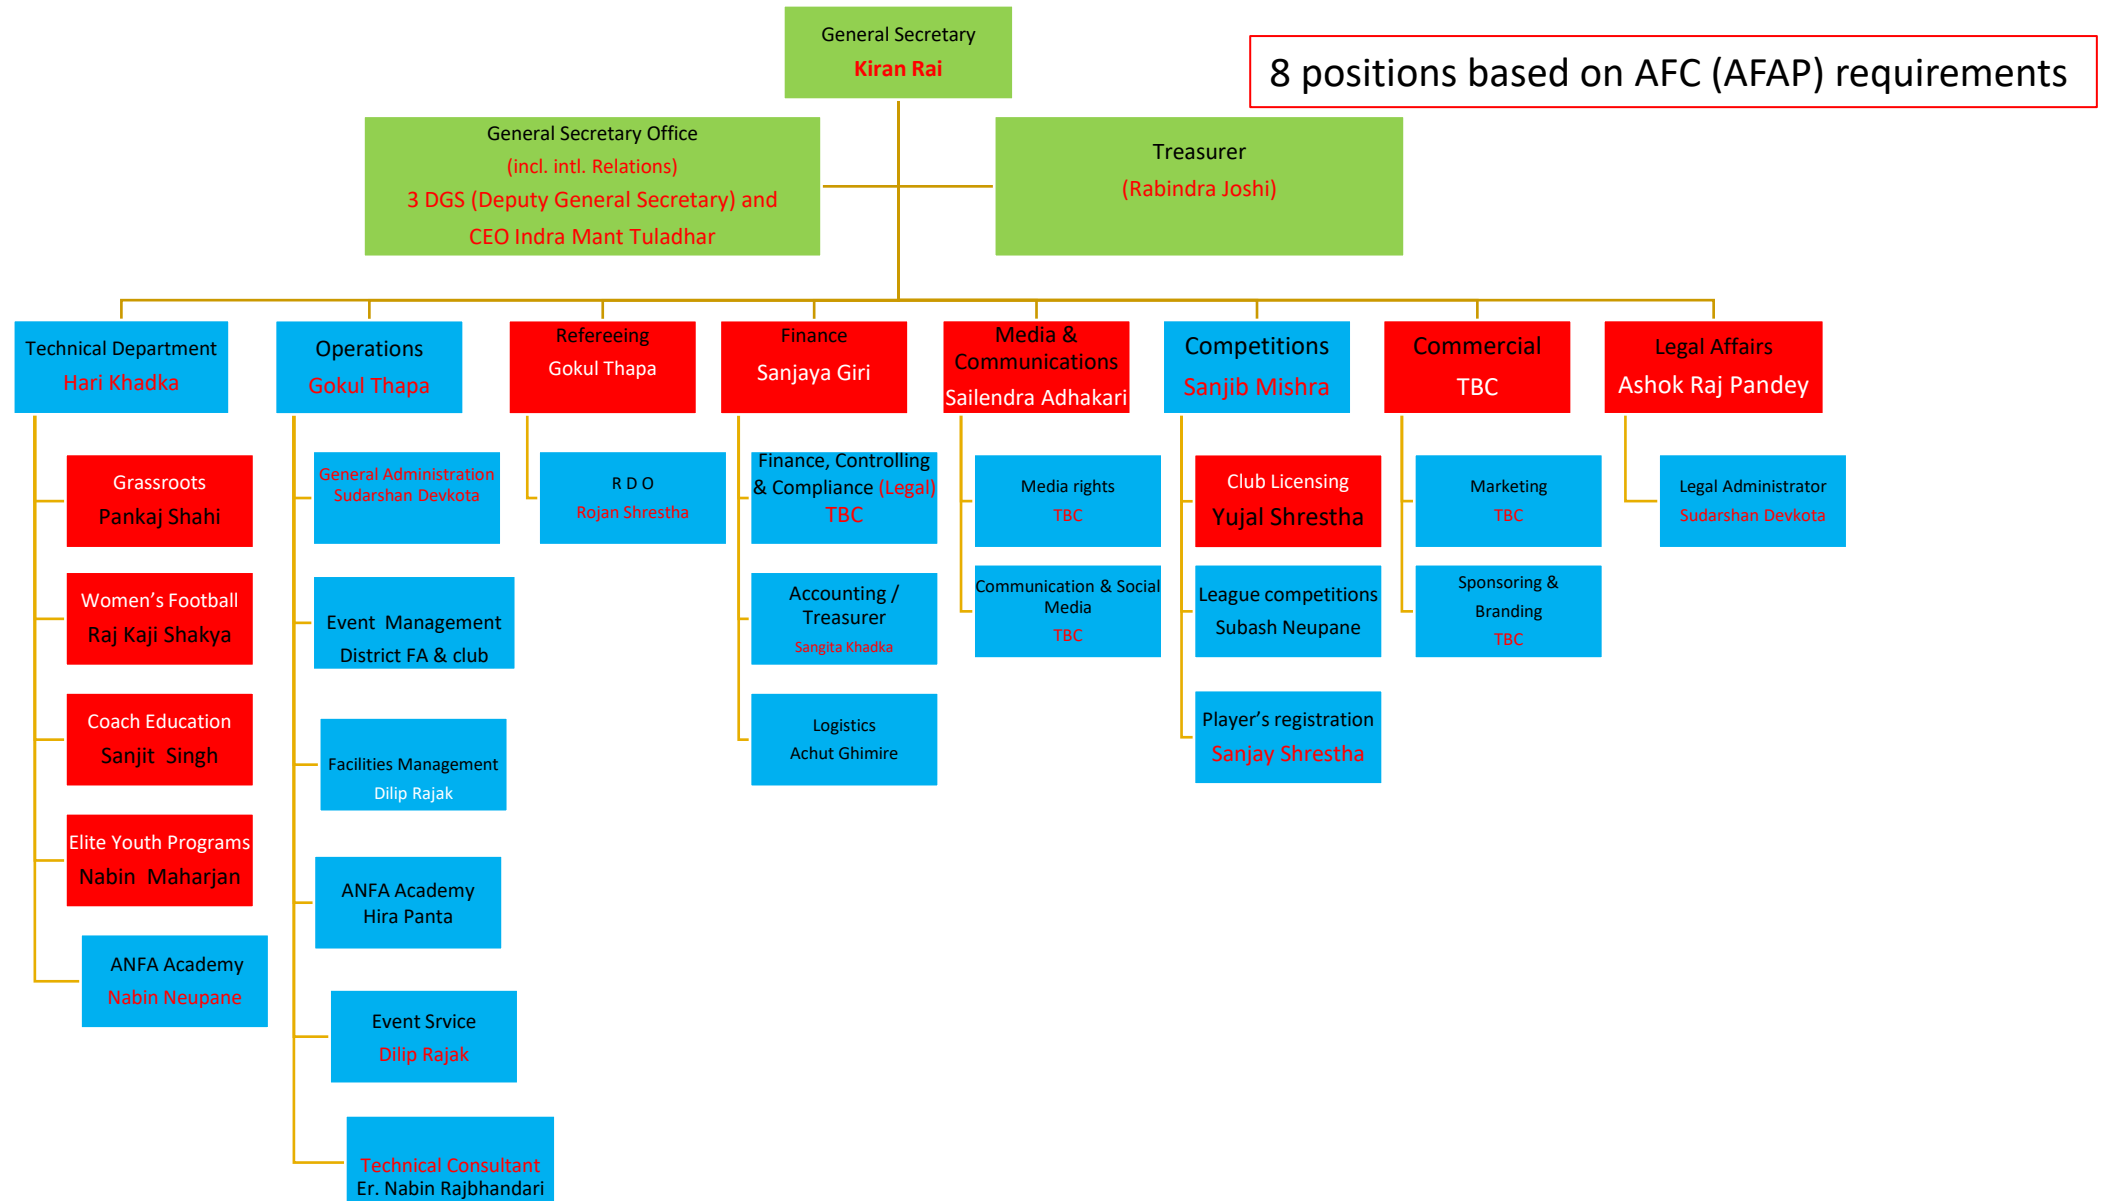 General Secretary
Kiran Rai
8 positions based on AFC (AFAP) requirements
General Secretary Office
(incl. intl. Relations)
3 DGS (Deputy General Secretary) and
CEO Indra Mant Tuladhar
Treasurer
(Rabindra Joshi)
Technical Department
Hari Khadka
Operations
Gokul Thapa
Refereeing
Gokul Thapa
Finance
Sanjaya Giri
Media &
Communications
Sailendra Adhakari
Competitions
Sanjib Mishra
Commercial
TBC
Legal Affairs
Ashok Raj Pandey
Grassroots
Pankaj Shahi
Women's Football
Raj Kaji Shakya
Coach Education
Sanjit Singh
Elite Youth Programs
Nabin Maharjan
ANFA Academy
Nabin Neupane
General Administration
Sudarshan Devkota
Event Management
District FA & club
Facilities Management
Dilip Rajak
ANFA Academy
Hira Panta
Event Srvice
Dilip Rajak
Technical Consultant
Er. Nabin Rajbhandari
R D O
Rojan Shrestha
Finance, Controlling
& Compliance (Legal)
TBC
Accounting /
Treasurer
Sangita Khadka
Logistics
Achut Ghimire
Media rights
TBC
Communication & Social
Media
TBC
Club Licensing
Yujal Shrestha
League competitions
Subash Neupane
Player's registration
Sanjay Shrestha
Marketing
TBC
Sponsoring &
Branding
TBC
Legal Administrator
Sudarshan Devkota